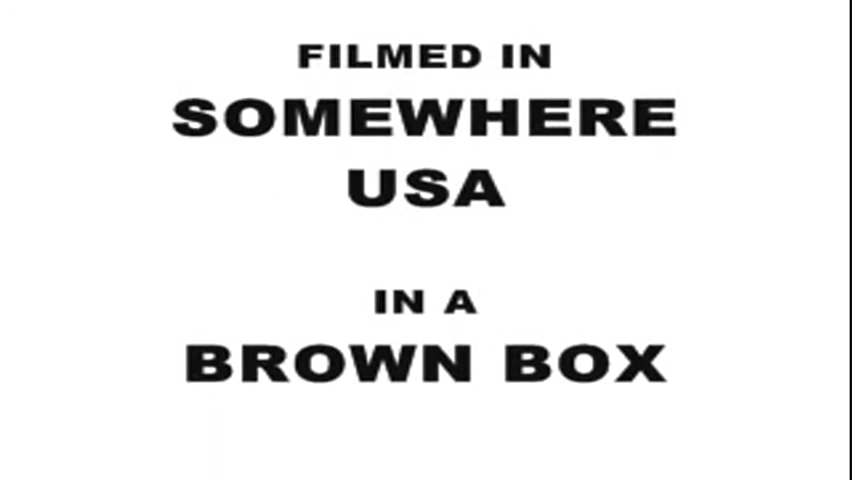 FILMED IN
SOMEWHERE
USA
IN A
BROWN BOX